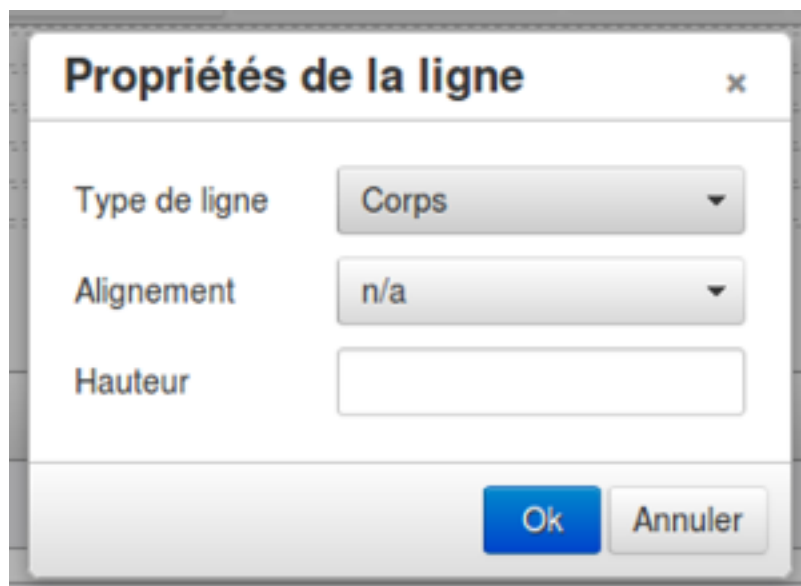 Propriétés de la ligne ×
Type de ligne Corps
Alignement n/a
Hauteur
Ok Annuler